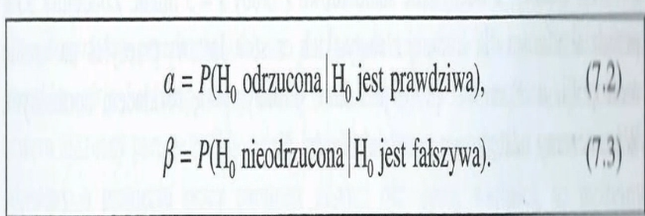 α = P(H₀ odrzucona|H₀ jest prawdziwa), (7.2)
β = P(H₀ nieodrzucona|H₀ jest fałszywa). (7.3)